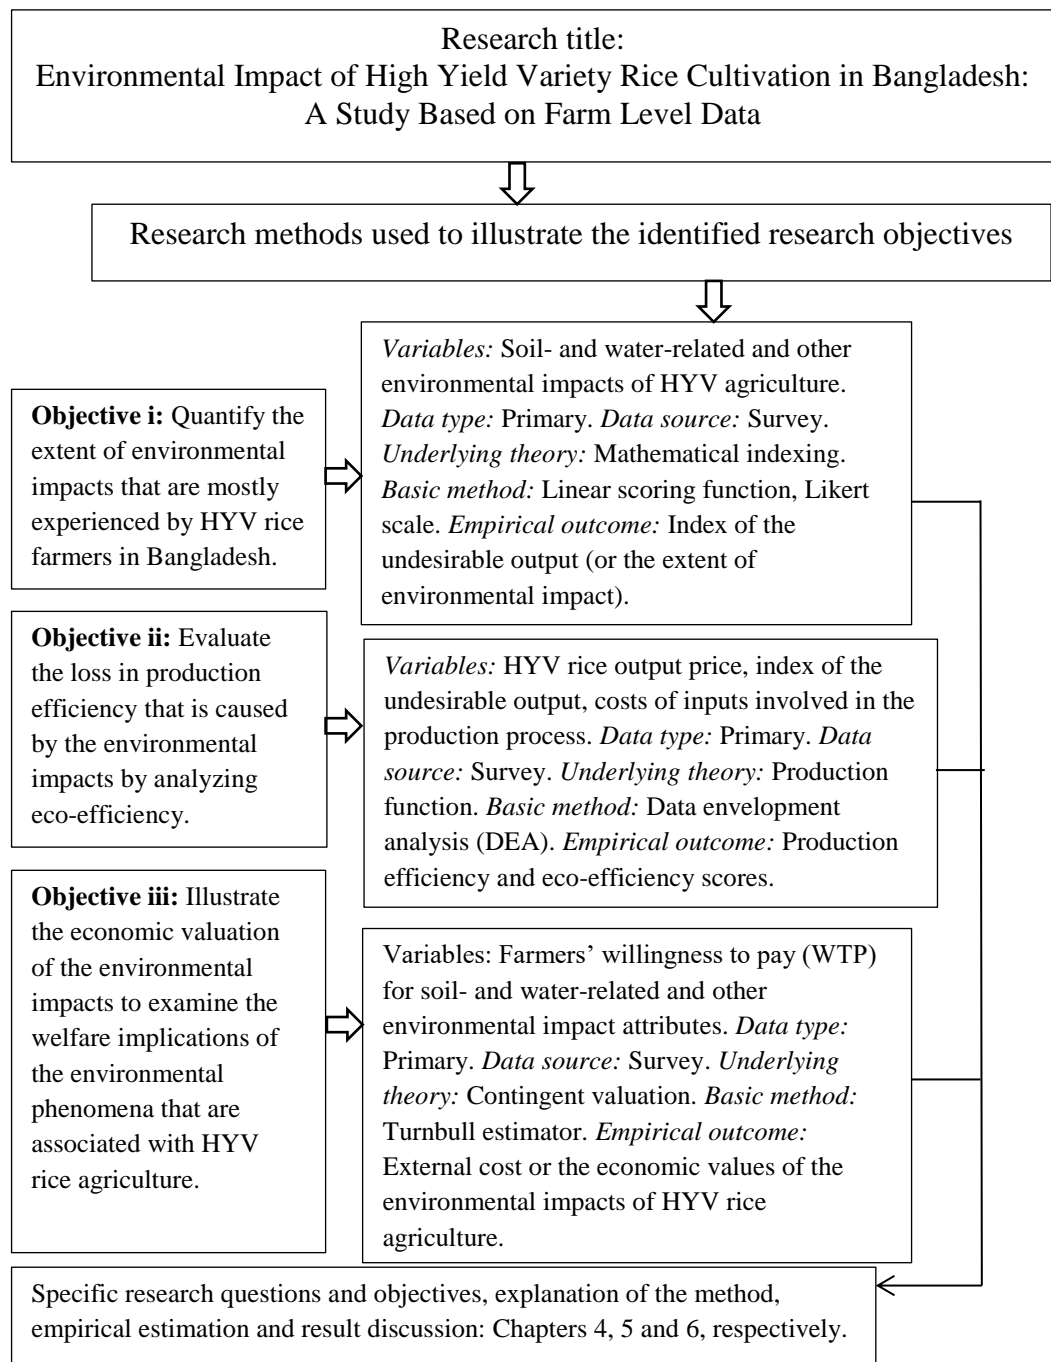 Research title:
Environmental Impact of High Yield Variety Rice Cultivation in Bangladesh:
A Study Based on Farm Level Data
Research methods used to illustrate the identified research objectives
Objective i: Quantify the
extent of environmental
impacts that are mostly
experienced by HYV rice
farmers in Bangladesh.
Variables: Soil- and water-related and other
environmental impacts of HYV agriculture.
Data type: Primary. Data source: Survey.
Underlying theory: Mathematical indexing.
Basic method: Linear scoring function, Likert
scale. Empirical outcome: Index of the
undesirable output (or the extent of
environmental impact).
Objective ii: Evaluate
the loss in production
efficiency that is caused
by the environmental
impacts by analyzing
eco-efficiency.
Variables: HYV rice output price, index of the
undesirable output, costs of inputs involved in the
production process. Data type: Primary. Data
source: Survey. Underlying theory: Production
function. Basic method: Data envelopment
analysis (DEA). Empirical outcome: Production
efficiency and eco-efficiency scores.
Objective iii: Illustrate
the economic valuation
of the environmental
impacts to examine the
welfare implications of
the environmental
phenomena that are
associated with HYV
rice agriculture.
Variables: Farmers’ willingness to pay (WTP)
for soil- and water-related and other
environmental impact attributes. Data type:
Primary. Data source: Survey. Underlying
theory: Contingent valuation. Basic method:
Turnbull estimator. Empirical outcome:
External cost or the economic values of the
environmental impacts of HYV rice
agriculture.
Specific research questions and objectives, explanation of the method,
empirical estimation and result discussion: Chapters 4, 5 and 6, respectively.